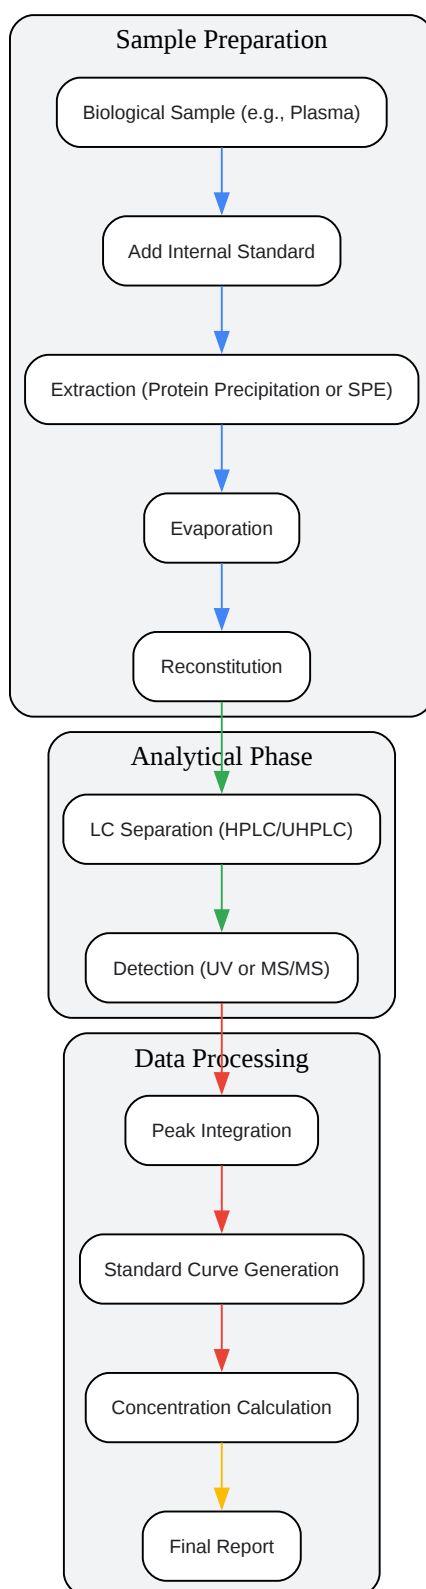 Sample Preparation
Biological Sample (e.g., Plasma)
Add Internal Standard
Extraction (Protein Precipitation or SPE)
Evaporation
Reconstitution
Analytical Phase
LC Separation (HPLC/UHPLC)
Detection (UV or MS/MS)
Data Processing
Peak Integration
Standard Curve Generation
Concentration Calculation
Final Report